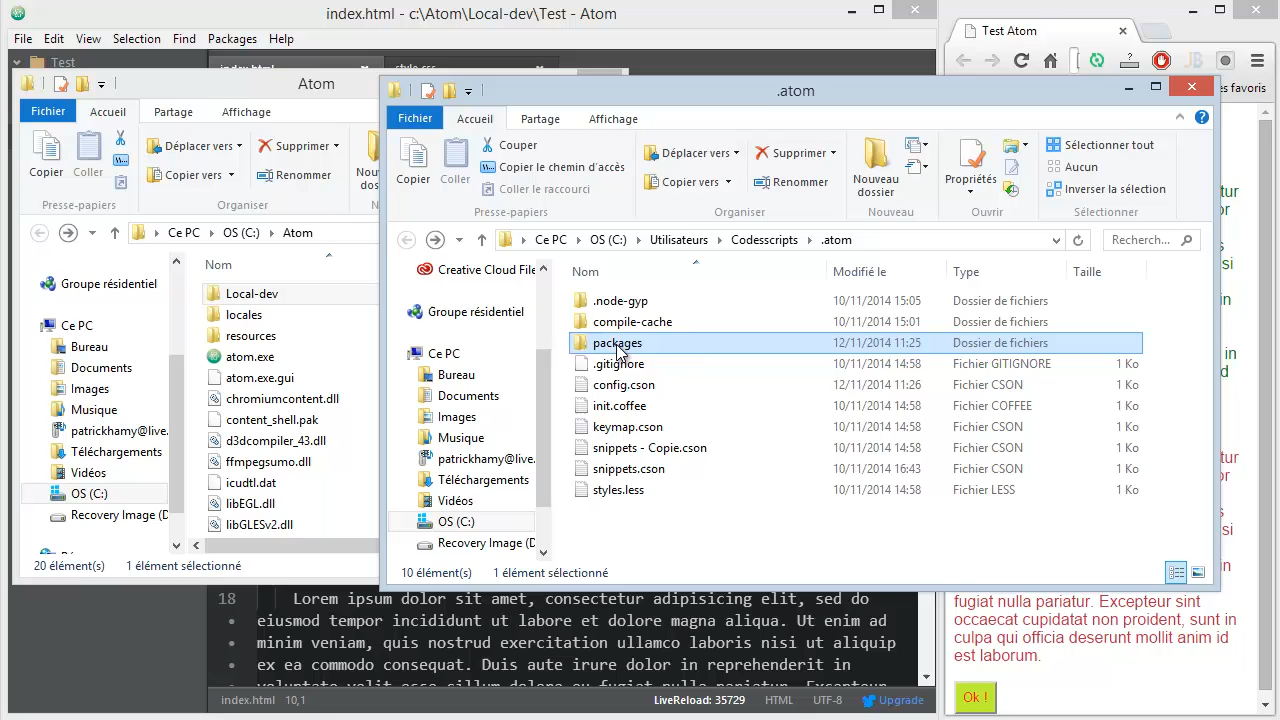 index.html - c:\Atom\Local-dev\Test - Atom
File Edit View Selection Find Packages Help
Test
index.html
style.css
Atom
Fichier Accueil Partage Affichage
Copier
Coller
Déplacer vers
Copier vers
Supprimer
Renommer
Presse-papiers
Organiser
Ce PC OS (C:) Atom
Nom
Groupe résidentiel
Ce PC
Bureau
Documents
Images
Musique
patrickhamy@live.
Téléchargements
Vidéos
OS (C:)
Recovery Image (D
Local-dev
locales
resources
atom.exe
atom.exe.gui
chromiumcontent.dll
content_shell.pak
d3dcompiler_43.dll
ffmpegsumo.dll
icudtl.dat
libEGL.dll
libGLESv2.dll
20 élément(s) 1 élément sélectionné
.atom
Fichier Accueil Partage Affichage
Copier
Coller
Couper
Copier le chemin d'accès
Coller le raccourci
Presse-papiers
Déplacer vers
Copier vers
Supprimer
Renommer
Organiser
Nouveau
dossier
Nouveau
Propriétés
Ouvrir
Sélectionner tout
Aucun
Inverser la sélection
Sélectionner
Ce PC OS (C:) Utilisateurs Codesscripts .atom
Recherch...
Creative Cloud File
Groupe résidentiel
Ce PC
Bureau
Documents
Images
Musique
patrickhamy@live.
Téléchargements
Vidéos
OS (C:)
Recovery Image (D
Nom Modifié le Type Taille
.node-gyp 10/11/2014 15:05 Dossier de fichiers
compile-cache 10/11/2014 15:01 Dossier de fichiers
packages 12/11/2014 11:25 Dossier de fichiers
.gitignore 10/11/2014 14:58 Fichier GITIGNORE 1 Ko
config.cson 12/11/2014 11:26 Fichier CSON 1 Ko
init.coffee 10/11/2014 14:58 Fichier COFFEE 1 Ko
keymap.cson 10/11/2014 14:58 Fichier CSON 1 Ko
snippets - Copie.cson 10/11/2014 14:58 Fichier CSON 1 Ko
snippets.cson 10/11/2014 16:43 Fichier CSON 1 Ko
styles.less 10/11/2014 14:58 Fichier LESS 1 Ko
10 élément(s) 1 élément sélectionné
18 Lorem ipsum dolor sit amet, consectetur adipisicing elit, sed do
eiusmod tempor incididunt ut labore et dolore magna aliqua. Ut enim ad
minim veniam, quis nostrud exercitation ullamco laboris nisi ut aliquip
ex ea commodo consequat. Duis aute irure dolor in reprehenderit in
voluptate velit esse cillum dolore eu fugiat nulla pariatur. Excepteur
index.html 10,1 LiveReload: 35729 HTML UTF-8 Upgrade
Test Atom
es favoris
fugiat nulla pariatur. Excepteur sint
occaecat cupidatat non proident, sunt in
culpa qui officia deserunt mollit anim id
est laborum.
Ok !